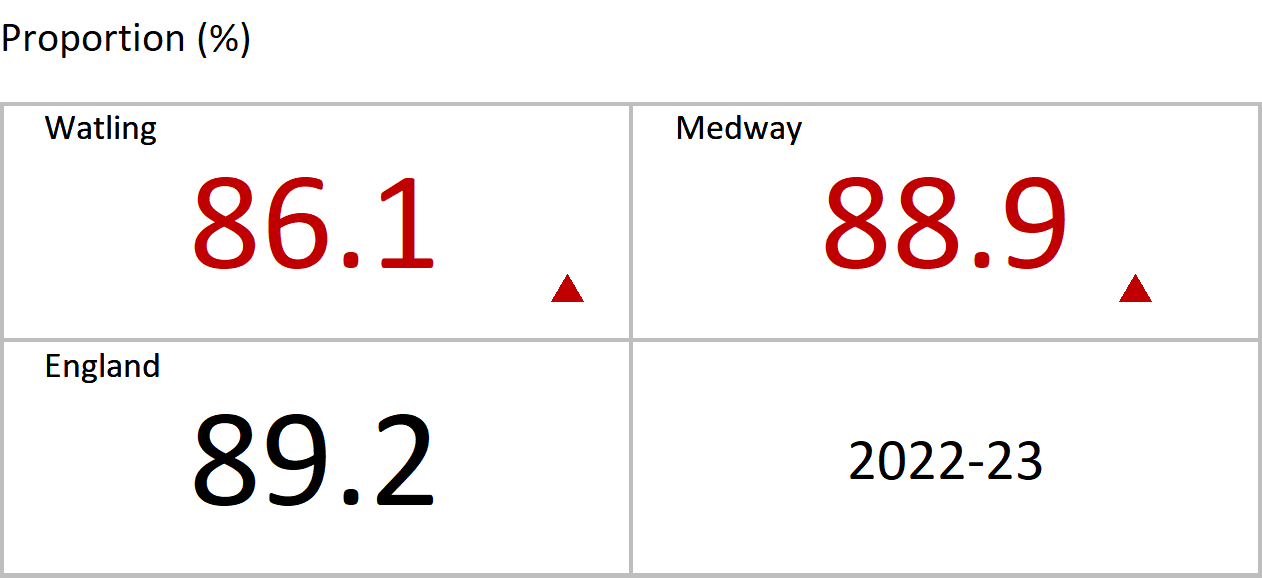 Proportion (%)
Watling
86.1
Medway
88.9
England
89.2
2022-23